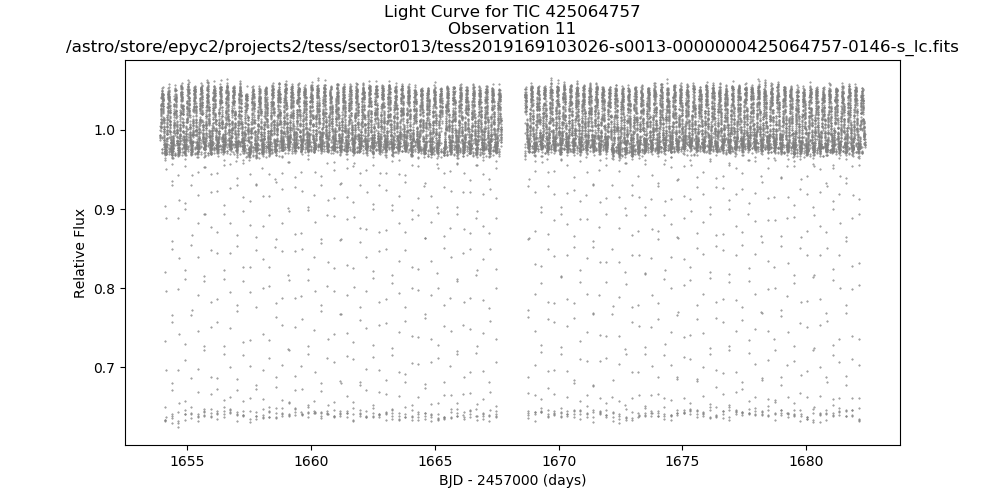 Light Curve for TIC 425064757
Observation 11
/astro/store/epyc2/projects2/tess/sector013/tess2019169103026-s0013-0000000425064757-0146-s_lc.fits
1.0
0.9
0.8
0.7
Relative Flux
1655 1660 1665 1670 1675 1680
BJD - 2457000 (days)